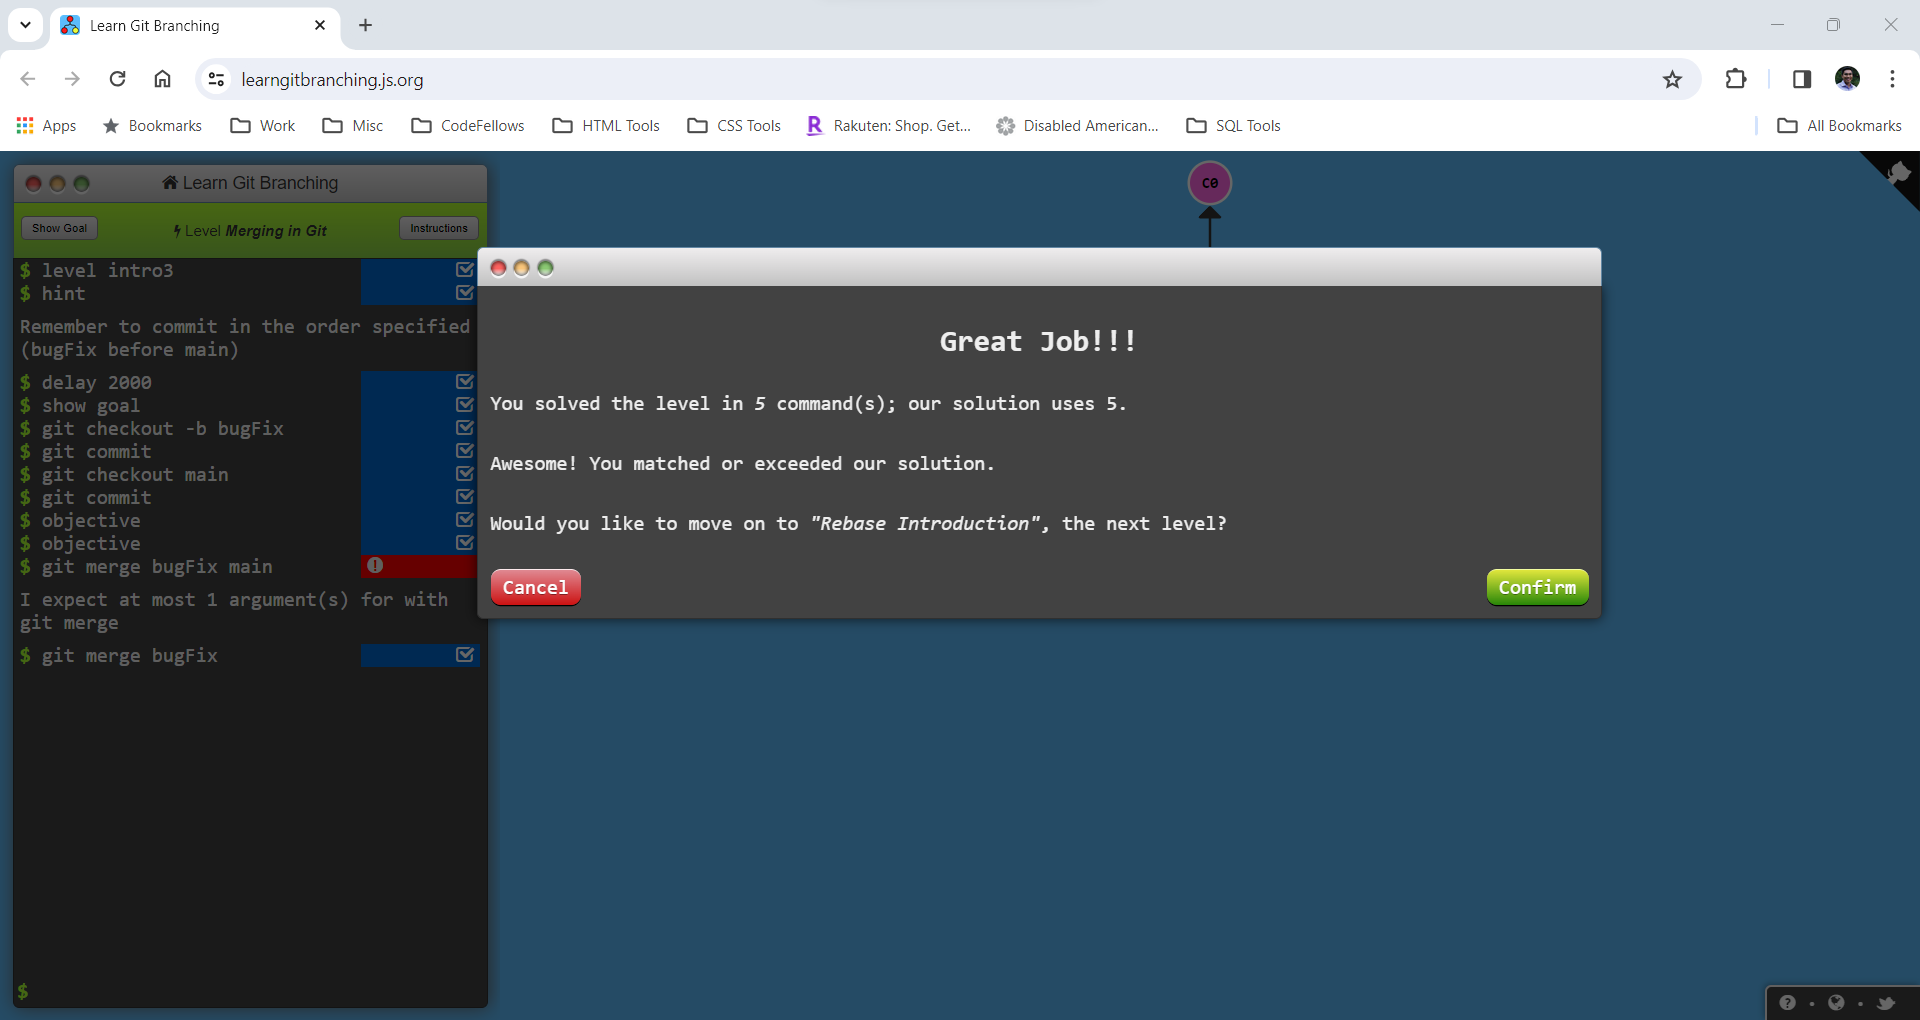 Learn Git Branching
learngitbranching.js.org
Apps Bookmarks Work Misc CodeFellows HTML Tools CSS Tools Rakuten: Shop. Get... Disabled American... SQL Tools All Bookmarks
Learn Git Branching
Show Goal Level Merging in Git Instructions
$ level intro3
$ hint
Remember to commit in the order specified
(bugFix before main)
$ delay 2000
$ show goal
$ git checkout -b bugFix
$ git commit
$ git checkout main
$ git commit
$ objective
$ objective
$ git merge bugFix main
I expect at most 1 argument(s) for with
git merge
$ git merge bugFix
$
C0
Great Job!!!
You solved the level in 5 command(s); our solution uses 5.
Awesome! You matched or exceeded our solution.
Would you like to move on to "Rebase Introduction", the next level?
Cancel Confirm